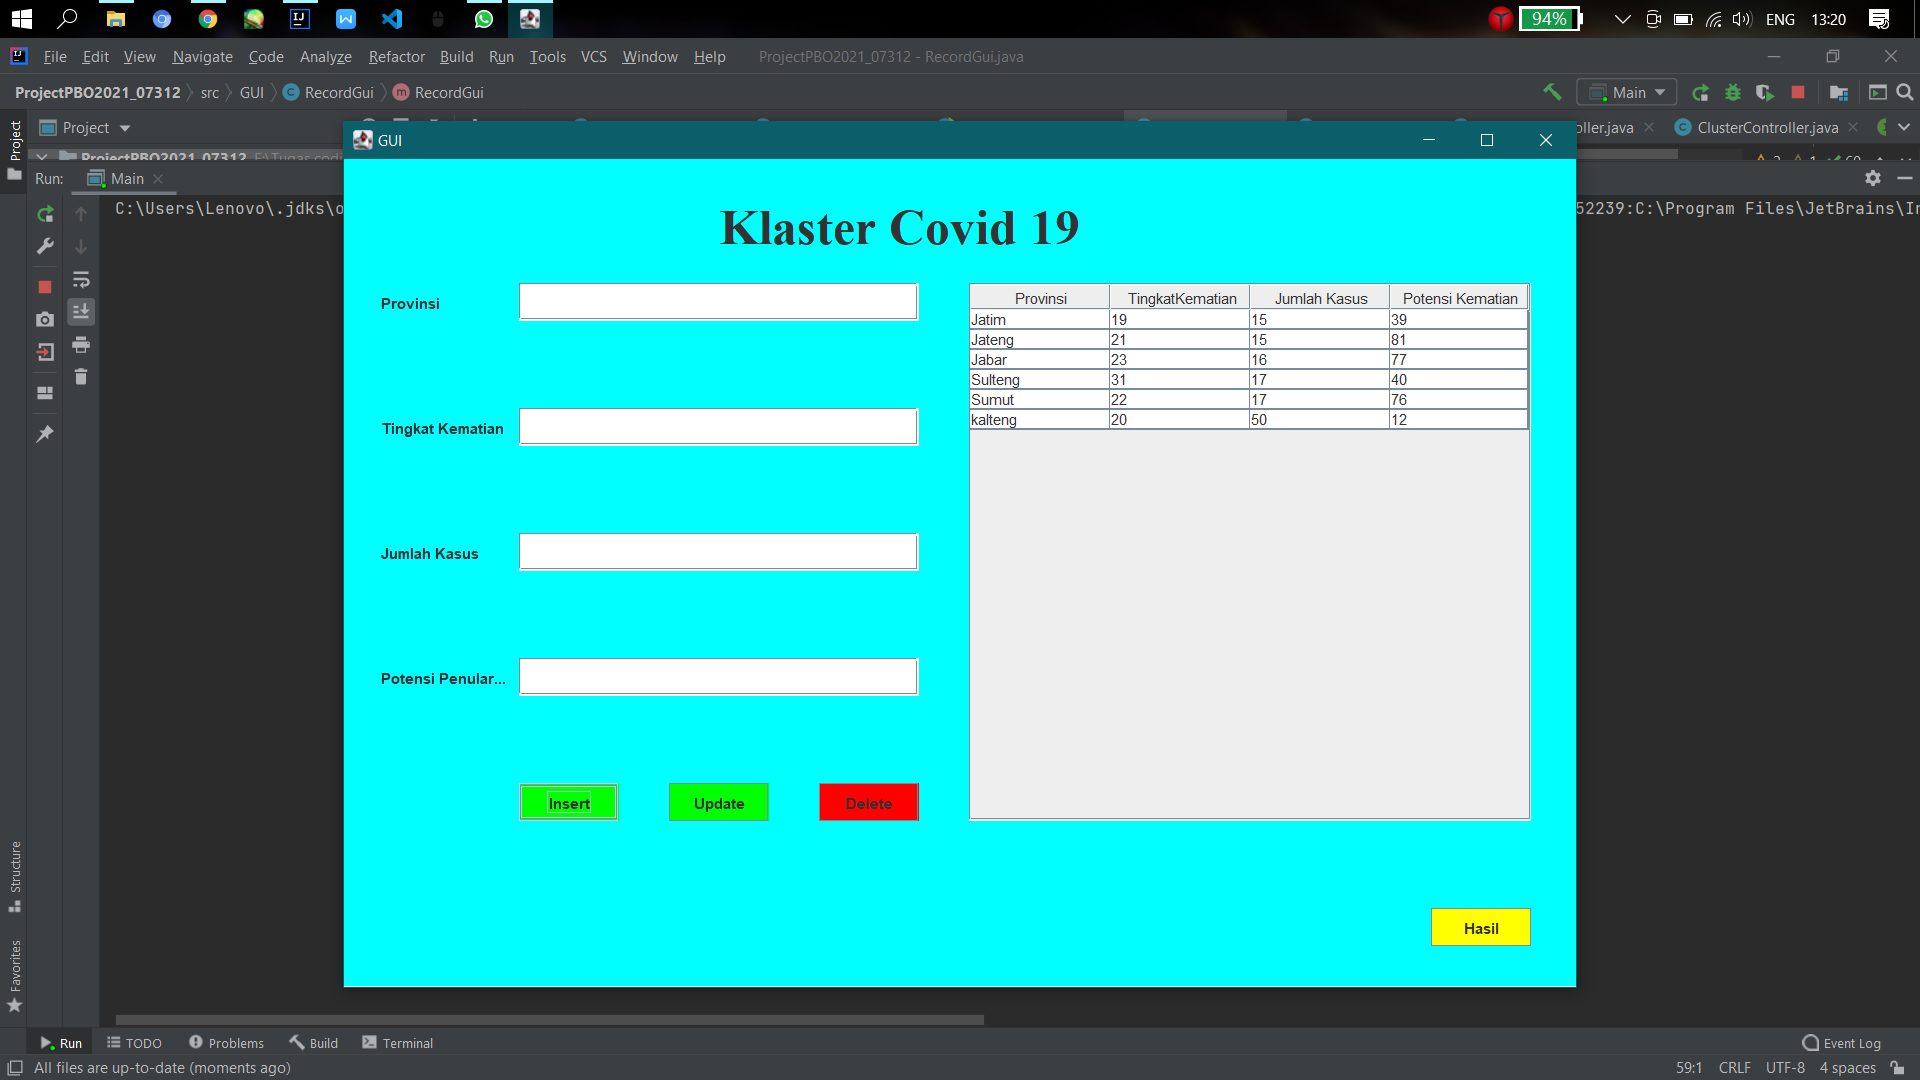 94%
ENG
13:20
File Edit View Navigate Code Analyze Refactor Build Run Tools VCS Window Help ProjectPBO2021_07312 - RecordGui.java
ProjectPBO2021_07312 src GUI RecordGui RecordGui
Main
Project
Project
ller.java
ClusterController.java
ProjectPBO2021_07312
Run: Main
C:\Users\Lenovo\.jdks\o
52239:C:\Program Files\JetBrains\In
GUI
Klaster Covid 19
Provinsi
Tingkat Kematian
Jumlah Kasus
Potensi Penular...
Insert
Update
Delete
Provinsi TingkatKematian Jumlah Kasus Potensi Kematian
Jatim 19 15 39
Jateng 21 15 81
Jabar 23 16 77
Sulteng 31 17 40
Sumut 22 17 76
kalteng 20 50 12
Hasil
Structure
Favorites
Run TODO Problems Build Terminal
Event Log
All files are up-to-date (moments ago)
59:1 CRLF UTF-8 4 spaces